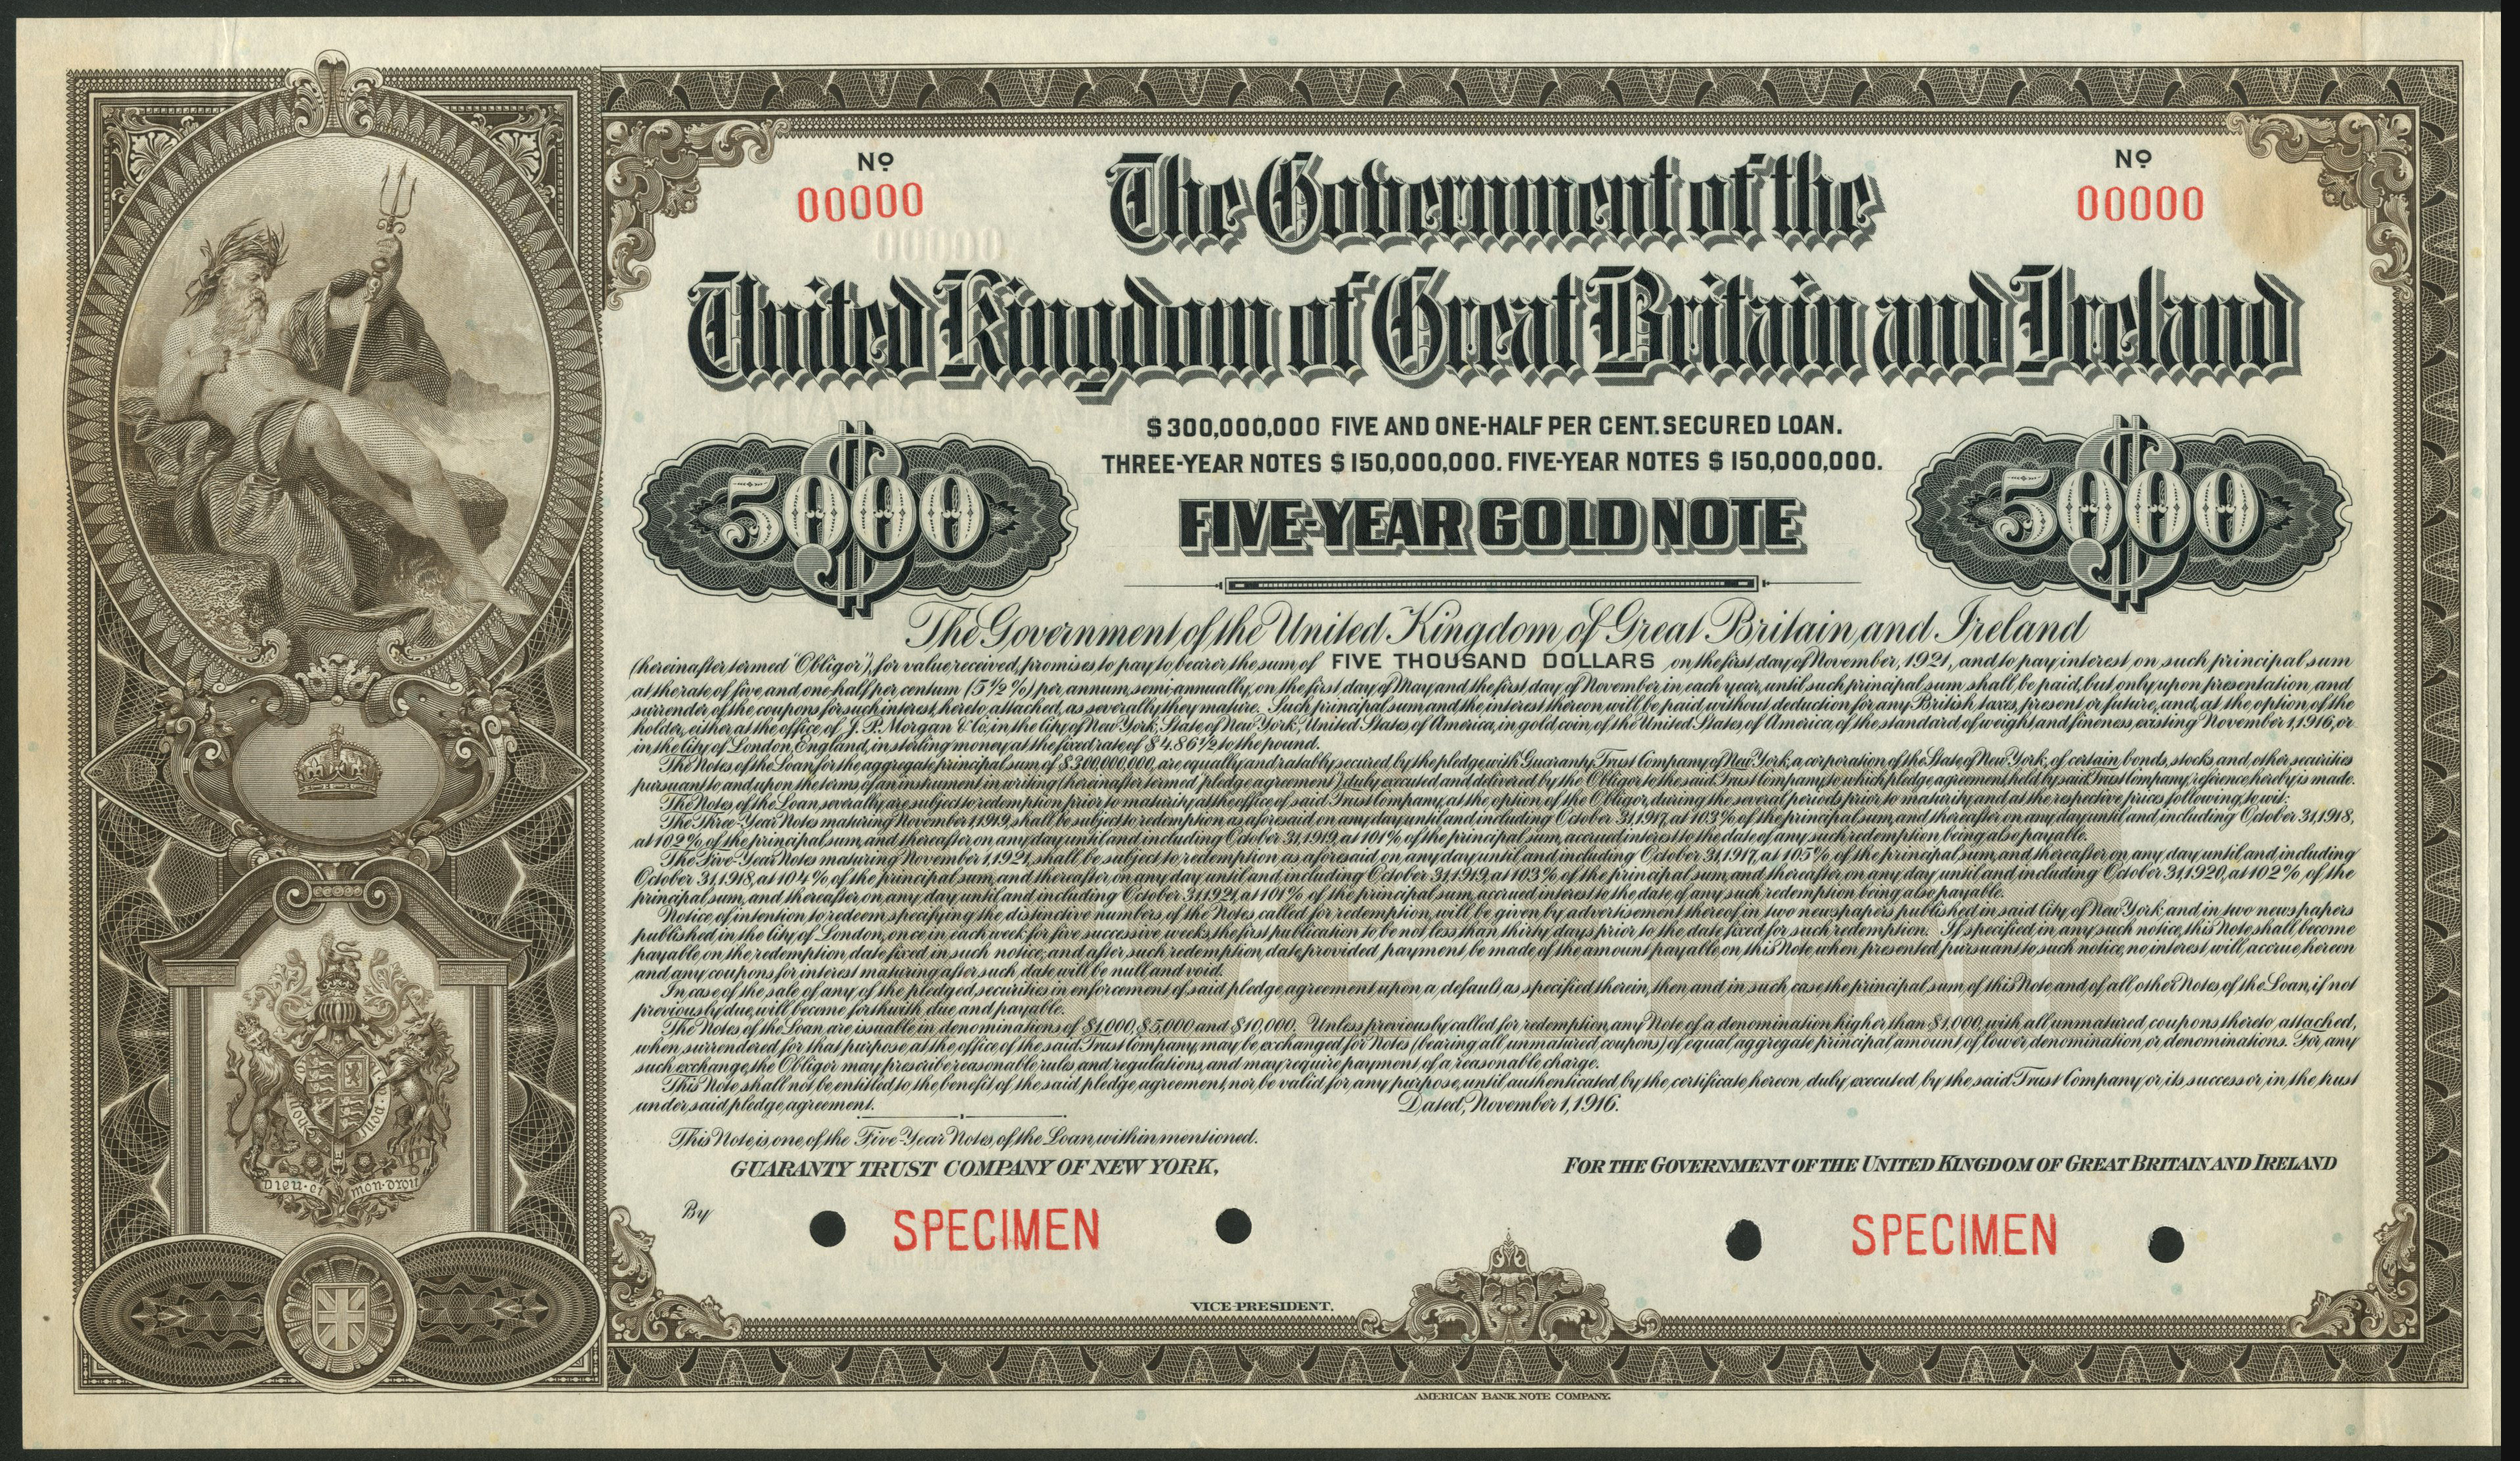 Nº
00000
Nº
00000
The Government of the
United Kingdom of Great Britain and Ireland
$300,000,000 FIVE AND ONE-HALF PER CENT. SECURED LOAN.
THREE-YEAR NOTES $150,000,000. FIVE-YEAR NOTES $150,000,000.
$5000
FIVE-YEAR GOLD NOTE
$5000
The Government of the United Kingdom of Great Britain and Ireland
(hereinafter termed "Obligor"), for value received, promises to pay to bearer the sum of FIVE THOUSAND DOLLARS on the first day of November, 1921, and to pay interest on such principal sum
at the rate of five and one-half per centum (5½%) per annum, semi-annually, on the first day of May and the first day of November in each year, until such principal sum shall be paid, but only upon presentation and
surrender of the coupons for such interest, hereto attached, as severally they mature. Such principal sum and the interest thereon will be paid without deduction for any British taxes, present or future, and, at the option of the
holder, either at the office of J. P. Morgan & Co., in the City of New York, State of New York, United States of America, in gold coin of the United States of America, of the standard of weight and fineness, existing November 1, 1916, or
in the City of London, England, in sterling money at the fixed rate of $4.86½ to the pound.
The Notes of the Loan, for the aggregate principal sum of $300,000,000, are equally and ratably secured by the pledge with Guaranty Trust Company of New York, a corporation of the State of New York, of certain bonds, stocks, and other securities
pursuant to and upon the terms of an instrument in writing (hereinafter termed "pledge agreement") duly executed and delivered by the Obligor to the said Trust Company, to which pledge agreement, held by said Trust Company, reference hereby is made.
The Notes of the Loan, severally, are subject to redemption prior to maturity, at the office of said Trust Company, at the option of the Obligor, during the several periods prior to maturity and at the respective prices following, to wit:
The Three-Year Notes maturing November 1, 1919, shall be subject to redemption as aforesaid on any day until and including October 31, 1917, at 103% of the principal sum, and thereafter on any day until and including October 31, 1918,
at 102% of the principal sum, and thereafter on any day until and including October 31, 1919, at 101% of the principal sum, accrued interest to the date of any such redemption being also payable.
The Five-Year Notes maturing November 1, 1921, shall be subject to redemption as aforesaid on any day until and including October 31, 1917, at 105% of the principal sum, and thereafter on any day until and including
October 31, 1918, at 104% of the principal sum, and thereafter on any day until and including October 31, 1919, at 103% of the principal sum, and thereafter on any day until and including October 31, 1920, at 102% of the
principal sum, and thereafter on any day until and including October 31, 1921, at 101% of the principal sum, accrued interest to the date of any such redemption being also payable.
Notice of intention to redeem, specifying the distinctive numbers of the Notes called for redemption, will be given by advertisement thereof in two newspapers published in said City of New York and in two newspapers
published in the City of London, once in each week for five successive weeks, the first publication to be not less than thirty days prior to the date fixed for such redemption. If specified in any such notice, this Note shall become
payable on the redemption date fixed in such notice, and after such redemption date, provided payment be made of the amount payable on this Note when presented pursuant to such notice, no interest will accrue hereon
and any coupons for interest maturing after such date will be null and void.
In case of the sale of any of the pledged securities in enforcement of said pledge agreement upon a default as specified therein, then and in such case the principal sum of this Note and of all other Notes of the Loan, if not
previously due, will become forthwith due and payable.
The Notes of the Loan are issuable in denominations of $1,000, $5,000 and $10,000. Unless previously called for redemption, any Note of a denomination higher than $1,000, with all unmatured coupons thereto attached,
when surrendered for that purpose, at the office of the said Trust Company, may be exchanged for Notes (bearing all unmatured coupons) of equal aggregate principal amount of lower denomination or denominations. For any
such exchange, the Obligor may prescribe reasonable rules and regulations, and may require payment of a reasonable charge.
This Note shall not be entitled to the benefit of the said pledge agreement, nor be valid for any purpose, until authenticated by the certificate hereon, duly executed by the said Trust Company or its successor in the trust
under said pledge agreement. Dated, November 1, 1916.
This Note is one of the Five-Year Notes of the Loan within mentioned.
GUARANTY TRUST COMPANY OF NEW YORK,
FOR THE GOVERNMENT OF THE UNITED KINGDOM OF GREAT BRITAIN AND IRELAND
By
SPECIMEN
SPECIMEN
VICE-PRESIDENT.
Dieu et mon droit
AMERICAN BANK NOTE COMPANY.